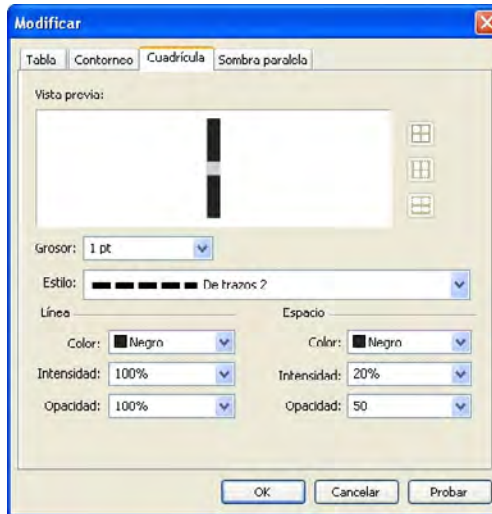 Modificar
Tabla Contorneo Cuadrícula Sombra paralela
Vista previa:
Grosor: 1 pt
Estilo: De trazos 2
Línea Espacio
Color: Negro Color: Negro
Intensidad: 100% Intensidad: 20%
Opacidad: 100% Opacidad: 50
OK Cancelar Probar